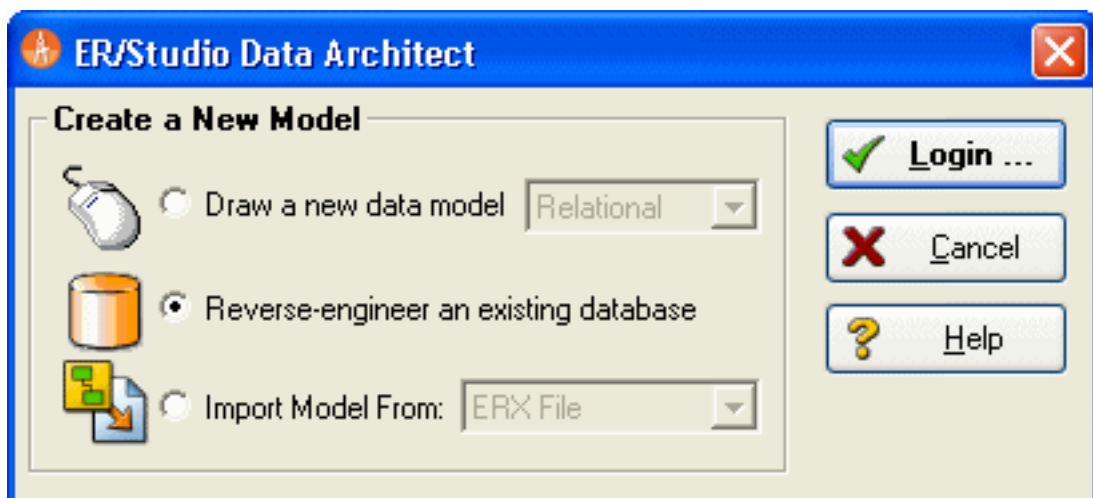 ER/Studio Data Architect
Create a New Model
Draw a new data model Relational
Reverse-engineer an existing database
Import Model From: ERX File
Login ...
Cancel
Help